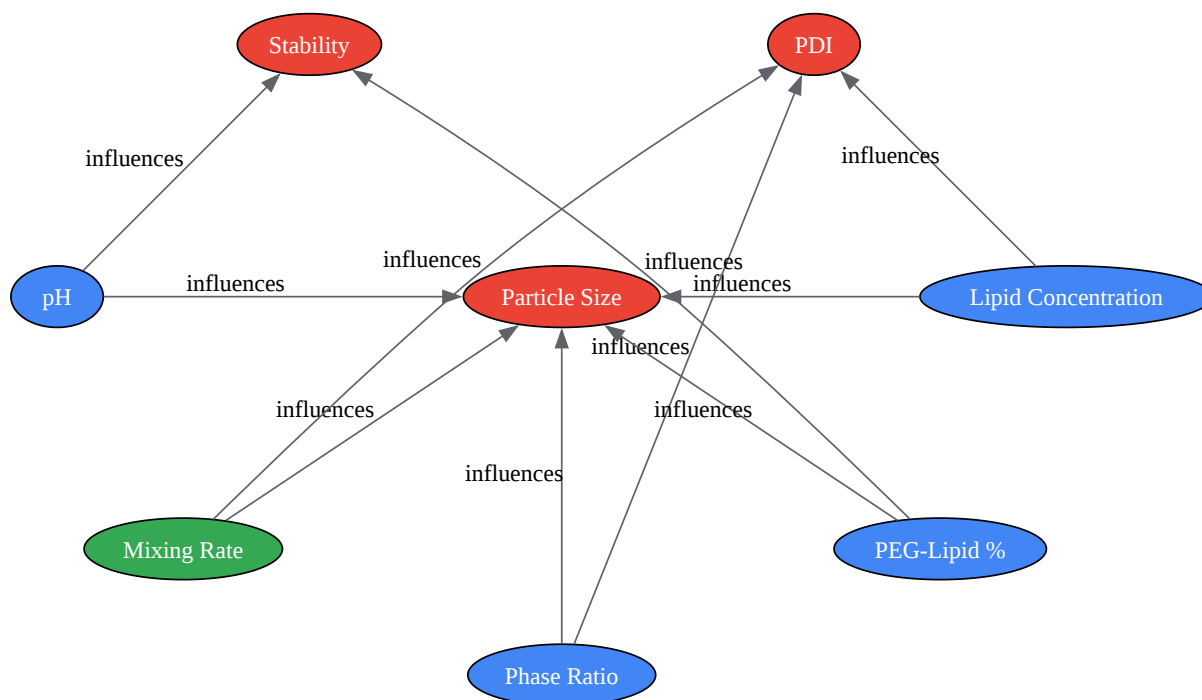 Stability
PDI
influences
influences
influences
influences
pH
influences
Particle Size
influences
Lipid Concentration
influences
influences
influences
influences
Mixing Rate
PEG-Lipid %
Phase Ratio